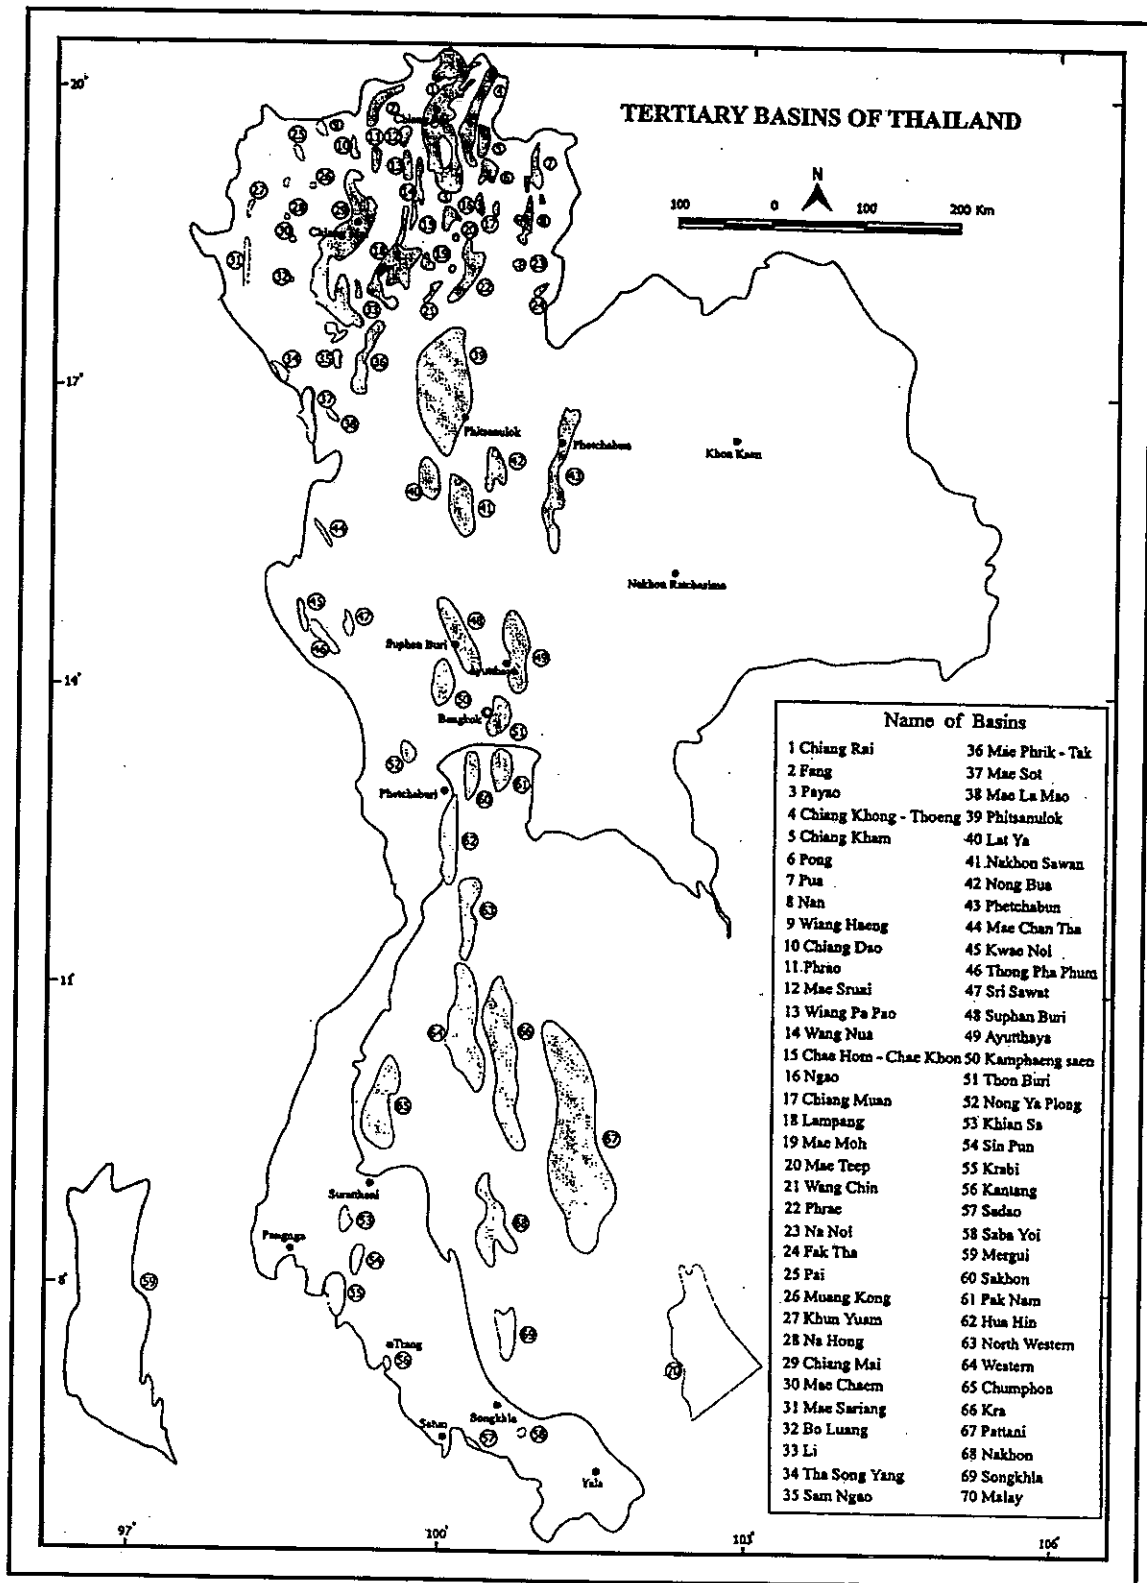 TERTIARY BASINS OF THAILAND
N
100 0 100 200 Km
20°
17°
14°
11°
8°
97°
100°
103°
106°
Phitsanulok
Phetchabun
Khon Kaen
Nakhon Ratchasima
Suphan Buri
Ayutthaya
Bangkok
Phetchaburi
Suratthani
Pangnga
Trang
Songkhla
Satun
Yala
Name of Basins
1 Chiang Rai
2 Fang
3 Payao
4 Chiang Khong - Thoeng
5 Chiang Kham
6 Pong
7 Pua
8 Nan
9 Wiang Haeng
10 Chiang Dao
11 Phrao
12 Mae Sruai
13 Wiang Pa Pao
14 Wang Nua
15 Chae Hom - Chae Khon
16 Ngao
17 Chiang Muan
18 Lampang
19 Mae Moh
20 Mae Teep
21 Wang Chin
22 Phrae
23 Na Noi
24 Fak Tha
25 Pai
26 Muang Kong
27 Khun Yuam
28 Na Hong
29 Chiang Mai
30 Mae Chaem
31 Mae Sariang
32 Bo Luang
33 Li
34 Tha Song Yang
35 Sam Ngao
36 Mae Phrik - Tak
37 Mae Sot
38 Mae La Mao
39 Phitsanulok
40 Lat Ya
41 Nakhon Sawan
42 Nong Bua
43 Phetchabun
44 Mae Chan Tha
45 Kwae Noi
46 Thong Pha Phum
47 Sri Sawat
48 Suphan Buri
49 Ayutthaya
50 Kamphaeng saen
51 Thon Buri
52 Nong Ya Plong
53 Khian Sa
54 Sin Pun
55 Krabi
56 Kantang
57 Sadao
58 Saba Yoi
59 Mergui
60 Sakhon
61 Pak Nam
62 Hua Hin
63 North Western
64 Western
65 Chumphon
66 Kra
67 Pattani
68 Nakhon
69 Songkhla
70 Malay